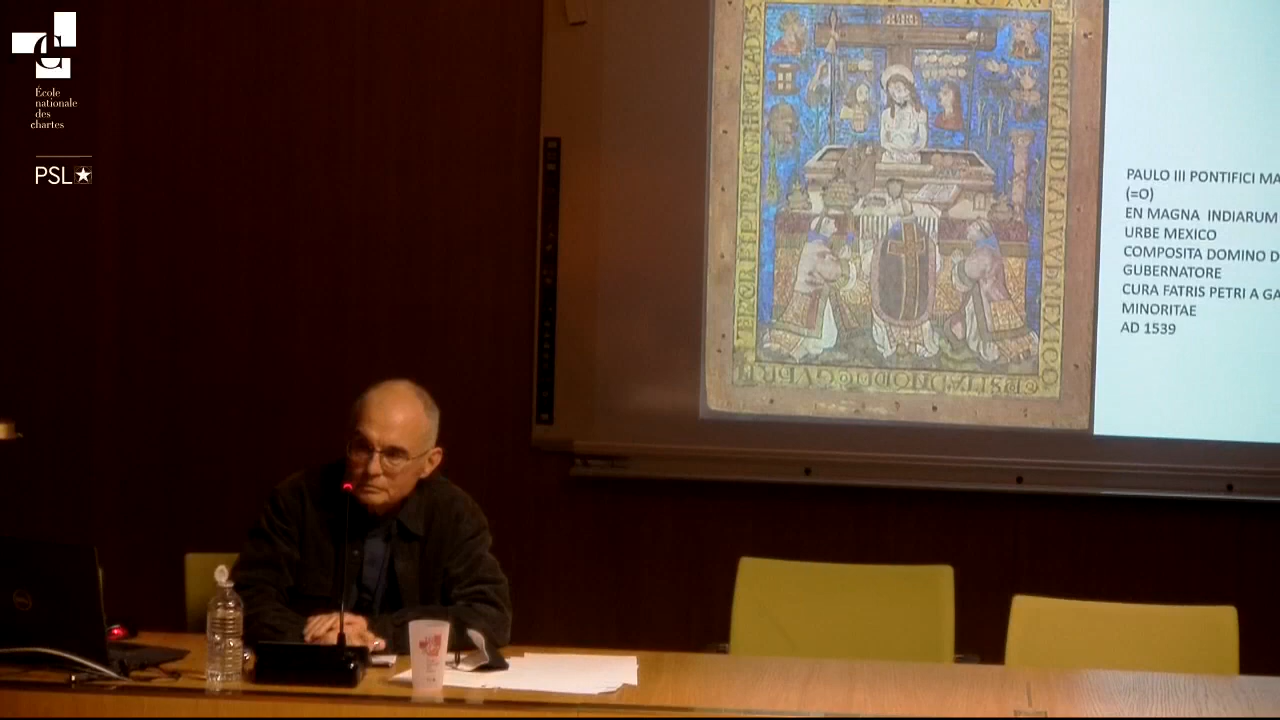 École
nationale
des
chartes
PSL
PAULO III PONTIFICI MA
(=O)
EN MAGNA INDIARUM
URBE MEXICO
COMPOSITA DOMINO D
GUBERNATORE
CURA FATRIS PETRI A GA
MINORITAE
AD 1539